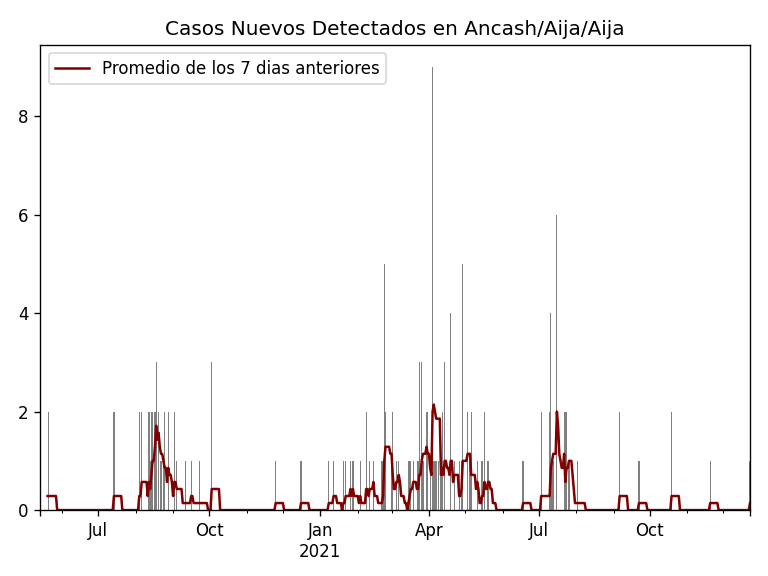 Casos Nuevos Detectados en Ancash/Aija/Aija
Promedio de los 7 dias anteriores
8
6
4
2
0
Jul Oct Jan Apr Jul Oct
2021